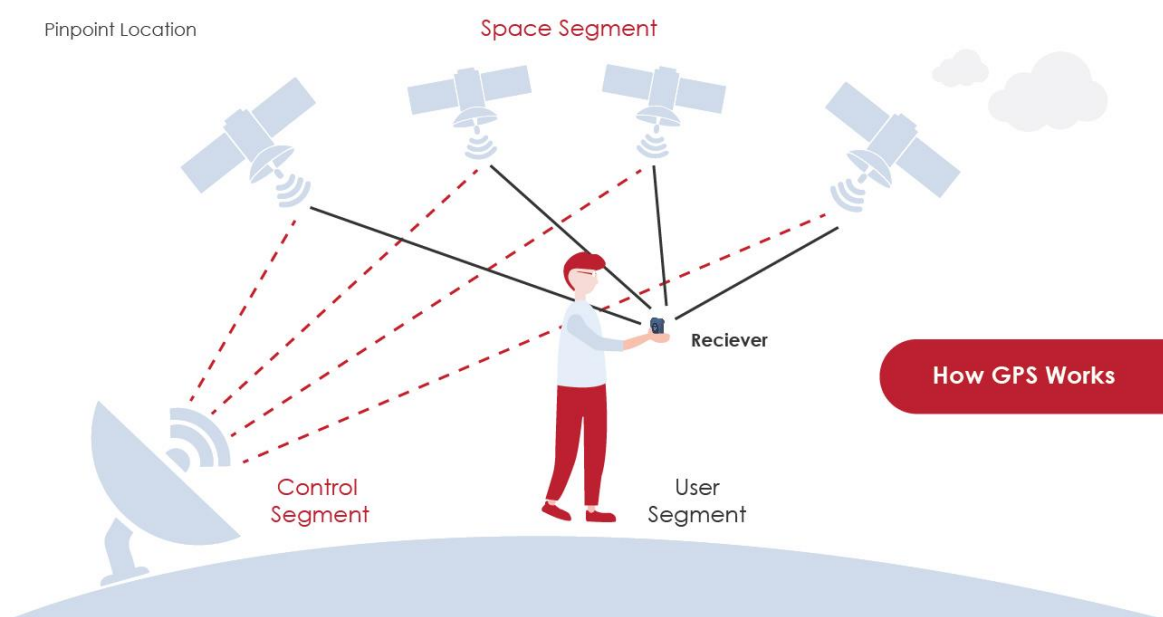 Pinpoint Location
Space Segment
Reciever
How GPS Works
Control
Segment
User
Segment